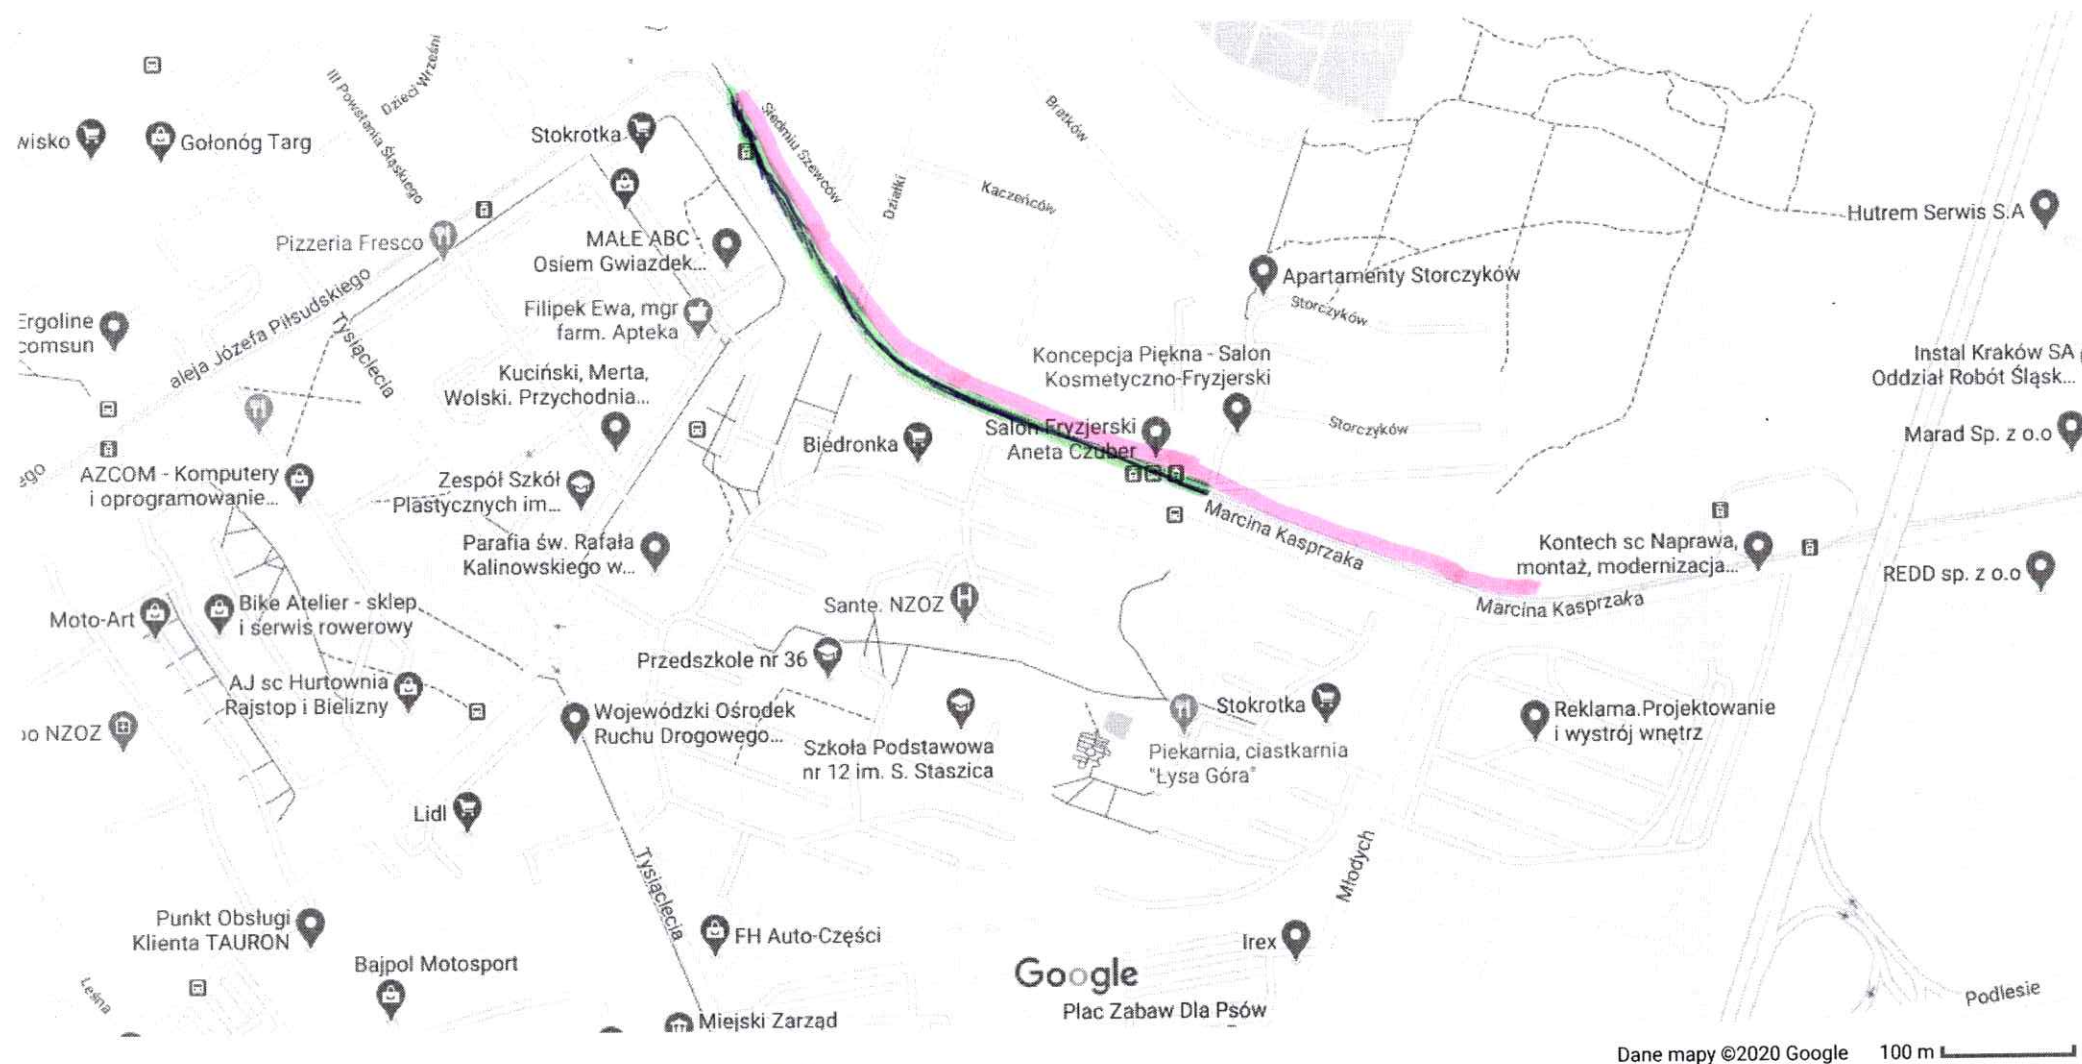 III Powstania Śląskiego
Dzieci Wrześni
Siedmiu Szewców
Bratków
Gołonóg Targ
Stokrotka
Działki
Kaczeńców
Hutrem Serwis S.A
Pizzeria Fresco
MAŁE ABC -
Osiem Gwiazdek...
Apartamenty Storczyków
Storczyków
aleja Józefa Piłsudskiego
Filipek Ewa, mgr
farm. Apteka
Ergoline
comsun
Tysiąclecia
Koncepcja Piękna - Salon
Kosmetyczno-Fryzjerski
Instal Kraków SA
Oddział Robót Śląsk...
Kuciński, Merta,
Wolski. Przychodnia...
Biedronka
Salon Fryzjerski
Aneta Czuber
Storczyków
Marad Sp. z o.o
AZCOM - Komputery
i oprogramowanie...
Zespół Szkół
Plastycznych im...
Marcina Kasprzaka
Parafia św. Rafała
Kalinowskiego w...
Kontech sc Naprawa,
montaż, modernizacja...
REDD sp. z o.o
Moto-Art
Bike Atelier - sklep
i serwis rowerowy
Sante. NZOZ
Marcina Kasprzaka
Przedszkole nr 36
AJ sc Hurtownia
Rajstop i Bielizny
NZOZ
Wojewódzki Ośrodek
Ruchu Drogowego...
Szkoła Podstawowa
nr 12 im. S. Staszica
Stokrotka
Piekarnia, ciastkarnia
"Łysa Góra"
Reklama.Projektowanie
i wystrój wnętrz
Lidl
Tysiąclecia
Młodych
Punkt Obsługi
Klienta TAURON
FH Auto-Części
Irex
Bajpol Motosport
Leśna
Google
Plac Zabaw Dla Psów
Podlesie
Miejski Zarząd
Dane mapy ©2020 Google 100 m